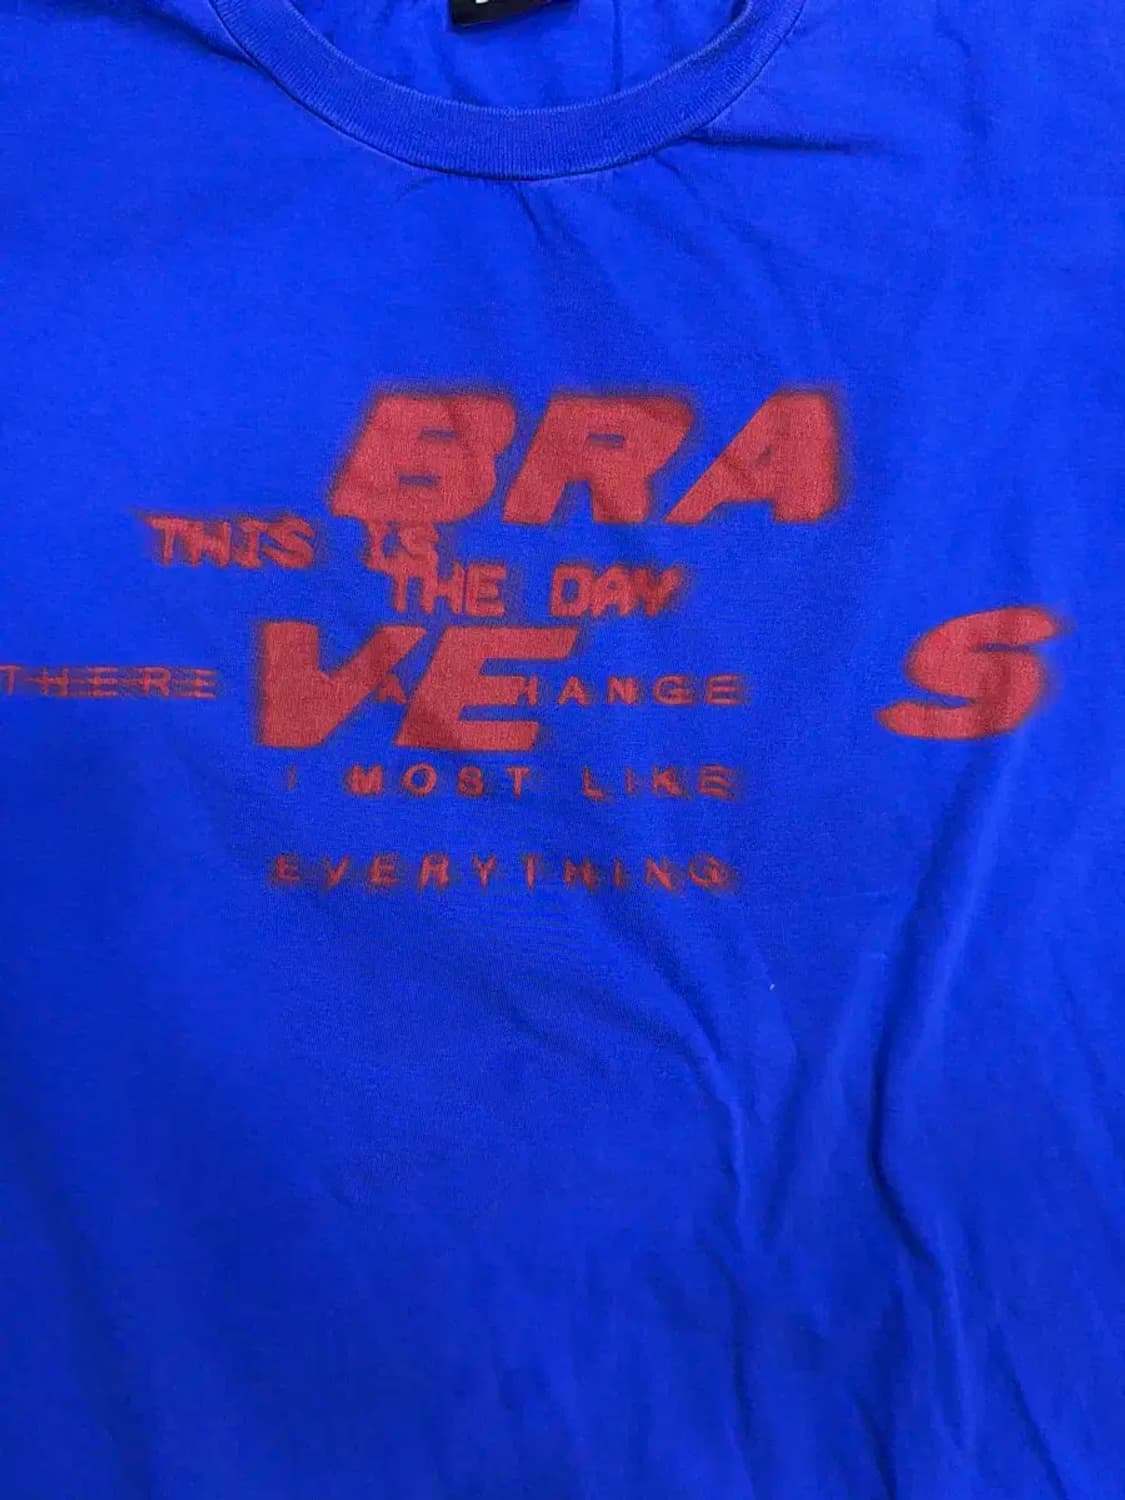 BRA
THIS IS
THE DAY
VE S
THERE A HANGE
I MOST LIKE
EVERYTHING